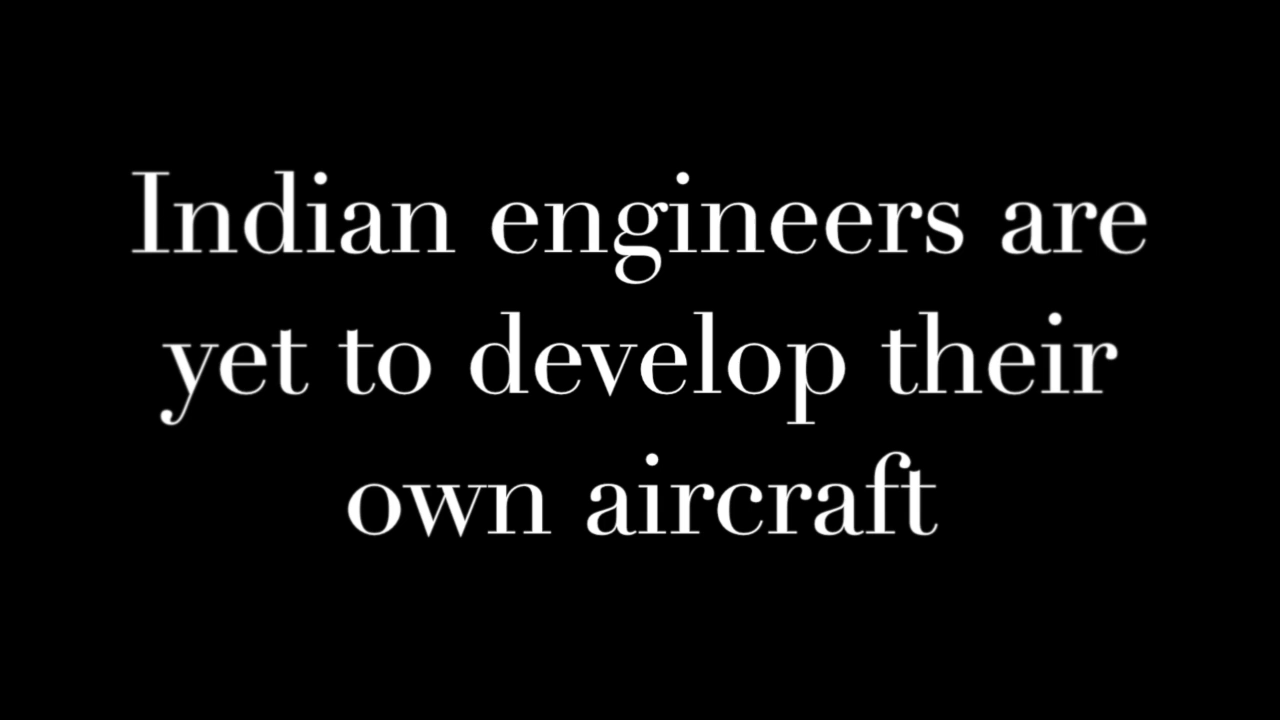 Indian engineers are
yet to develop their
own aircraft